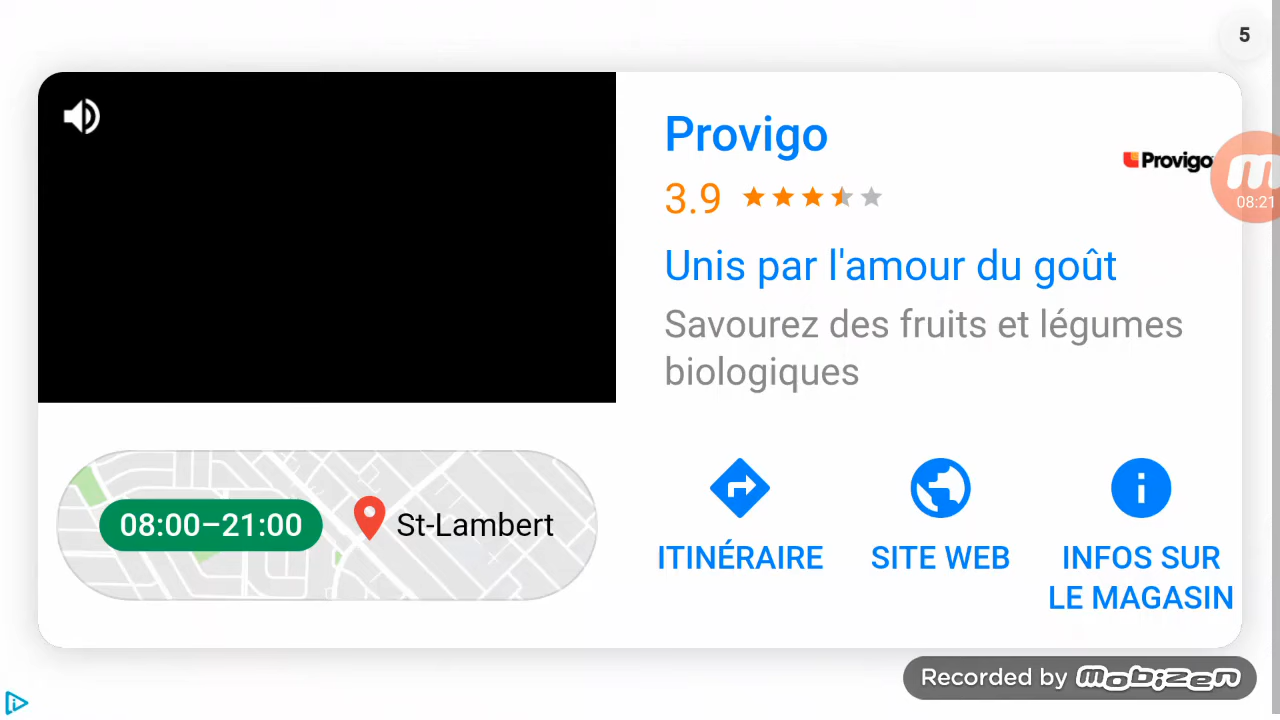 5
Provigo
Provigo
08:21
3.9
Unis par l'amour du goût
Savourez des fruits et légumes
biologiques
08:00–21:00
St-Lambert
ITINÉRAIRE
SITE WEB
INFOS SUR
LE MAGASIN
Recorded by mobizen